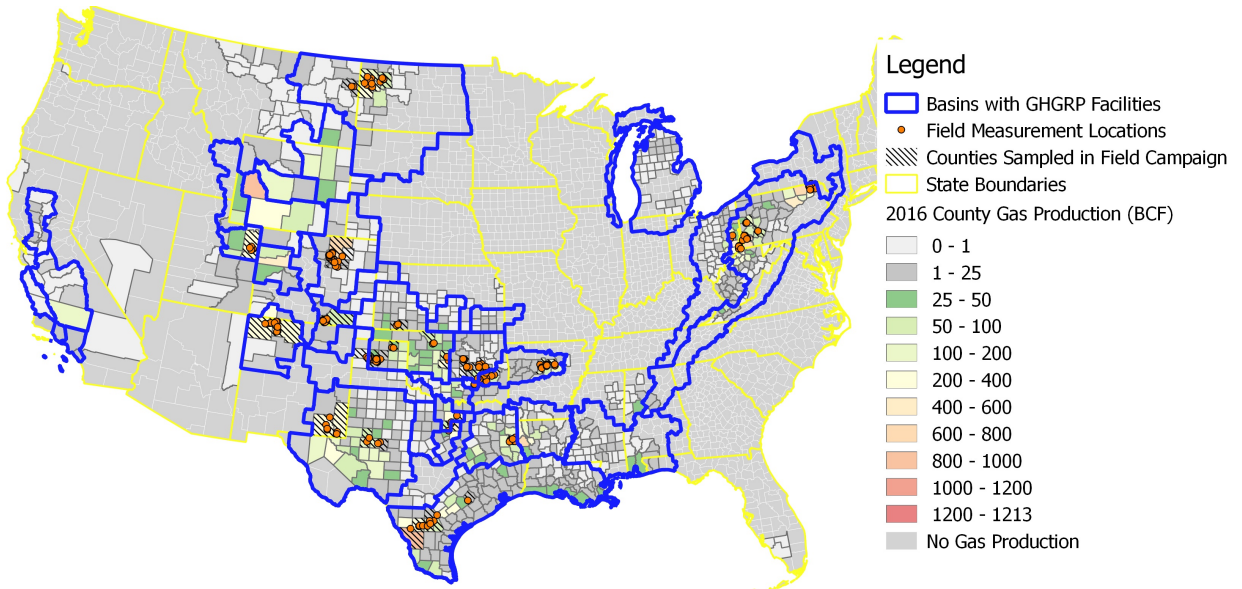 Legend
Basins with GHGRP Facilities
Field Measurement Locations
Counties Sampled in Field Campaign
State Boundaries
2016 County Gas Production (BCF)
0 - 1
1 - 25
25 - 50
50 - 100
100 - 200
200 - 400
400 - 600
600 - 800
800 - 1000
1000 - 1200
1200 - 1213
No Gas Production